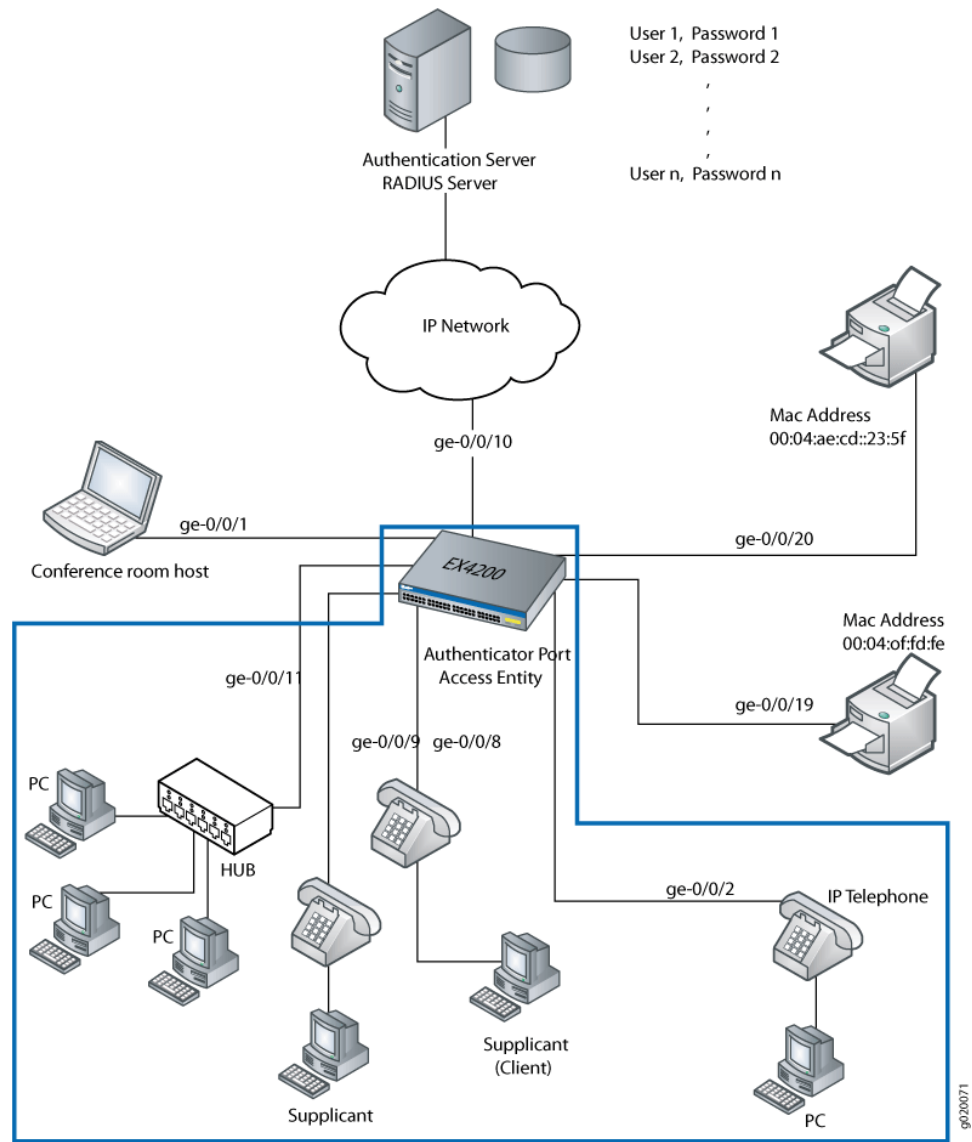 User 1, Password 1
User 2, Password 2
,
,
,
,
User n, Password n
Authentication Server
RADIUS Server
IP Network
Mac Address
00:04:ae:cd::23:5f
ge-0/0/10
ge-0/0/1
ge-0/0/20
EX4200
Conference room host
Mac Address
00:04:of:fd:fe
Authenticator Port
Access Entity
ge-0/0/11
ge-0/0/19
ge-0/0/9
ge-0/0/8
PC
HUB
PC
ge-0/0/2
IP Telephone
PC
Supplicant
(Client)
Supplicant
PC
g020071